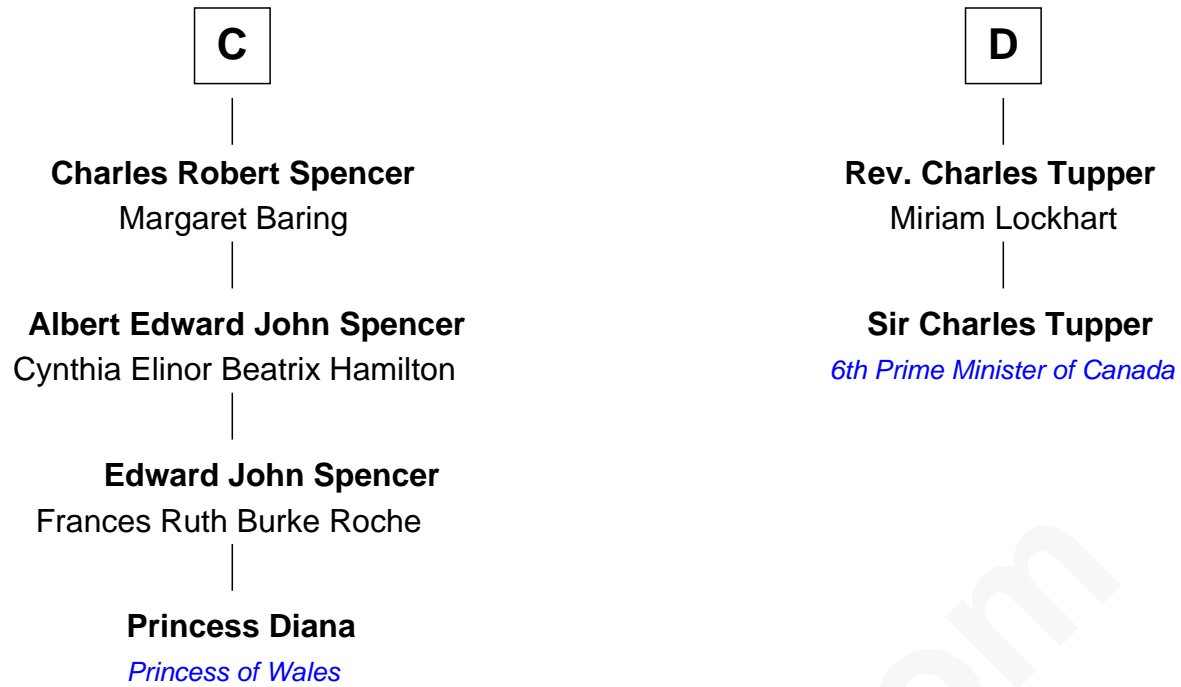 C
Charles Robert Spencer
Margaret Baring
Albert Edward John Spencer
Cynthia Elinor Beatrix Hamilton
Edward John Spencer
Frances Ruth Burke Roche
Princess Diana
Princess of Wales
D
Rev. Charles Tupper
Miriam Lockhart
Sir Charles Tupper
6th Prime Minister of Canada
om